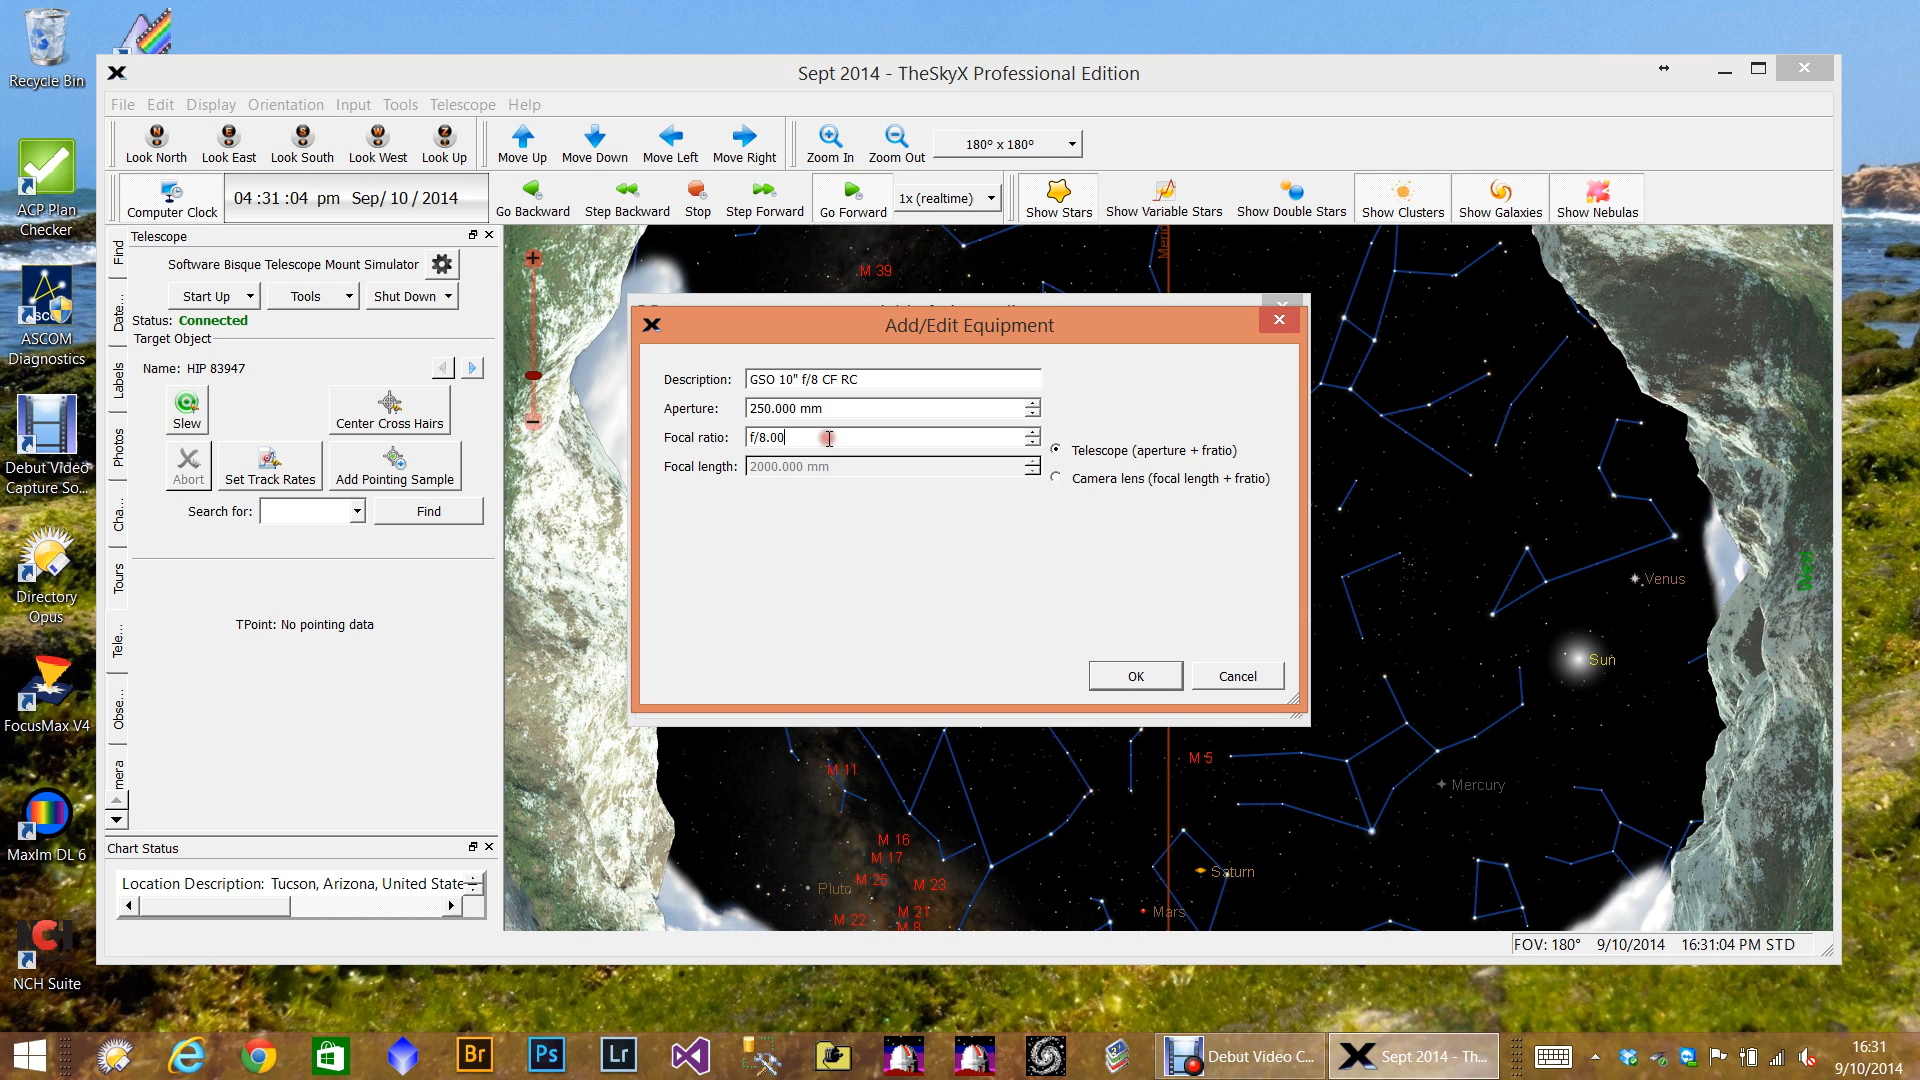 Recycle Bin
ACP Plan
Checker
ASCOM
Diagnostics
Debut Video
Capture So...
Directory
Opus
FocusMax V4
MaxIm DL 6
NCH Suite
Sept 2014 - TheSkyX Professional Edition
File Edit Display Orientation Input Tools Telescope Help
N E S W Z
Look North Look East Look South Look West Look Up Move Up Move Down Move Left Move Right Zoom In Zoom Out 180° x 180°
Computer Clock 04 :31 :04 pm Sep/ 10 / 2014 Go Backward Step Backward Stop Step Forward Go Forward 1x (realtime) Show Stars Show Variable Stars Show Double Stars Show Clusters Show Galaxies Show Nebulas
Find
Date...
Labels
Photos
Cha...
Tours
Tele...
Obse...
mera
Telescope
Software Bisque Telescope Mount Simulator
Start Up Tools Shut Down
Status: Connected
Target Object
Name: HIP 83947
Slew Center Cross Hairs
Abort Set Track Rates Add Pointing Sample
Search for: Find
TPoint: No pointing data
Chart Status
Location Description: Tucson, Arizona, United State
M 39
Add/Edit Equipment
Description: GSO 10" f/8 CF RC
Aperture: 250.000 mm
Focal ratio: f/8.00
Focal length: 2000.000 mm
Telescope (aperture + fratio)
Camera lens (focal length + fratio)
OK Cancel
Venus
Sun
West
M 5
M 11
Mercury
M 16
M 17
M 25
M 23
Pluto
Saturn
M 21
M 22
M 8
Mars
FOV: 180° 9/10/2014 16:31:04 PM STD
Br Ps Lr
Debut Video C... Sept 2014 - Th...
16:31
9/10/2014